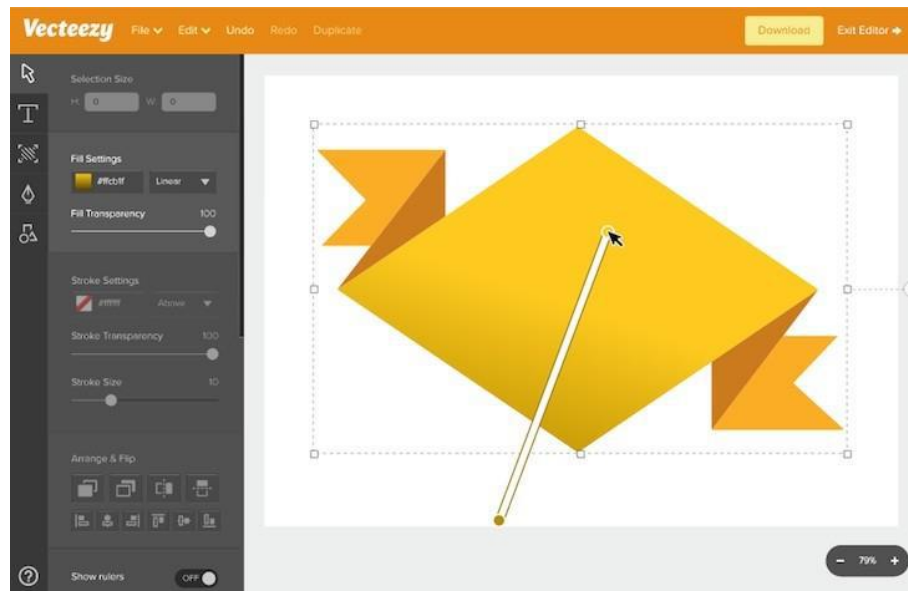 Vecteezy File Edit Undo Redo Duplicate Download Exit Editor
Selection Size
H: 0 W: 0
Fill Settings
#ffcb1f Linear
Fill Transparency 100
Stroke Settings
#ffffff Above
Stroke Transparency 100
Stroke Size 10
Arrange & Flip
Show rulers OFF
- 79% +